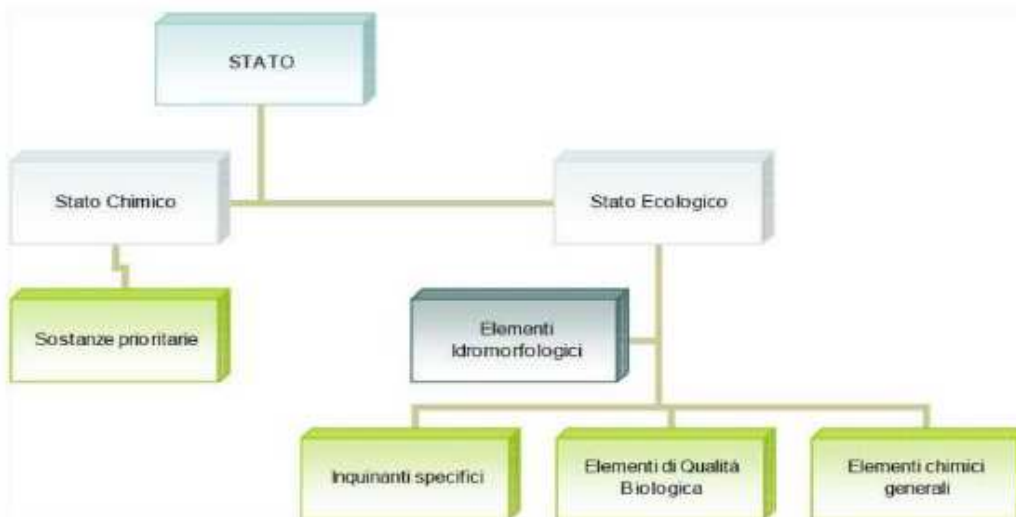 STATO
Stato Chimico
Stato Ecologico
Sostanze prioritarie
Elementi
Idromorfologici
Inquinanti specifici
Elementi di Qualità
Biologica
Elementi chimici
generali